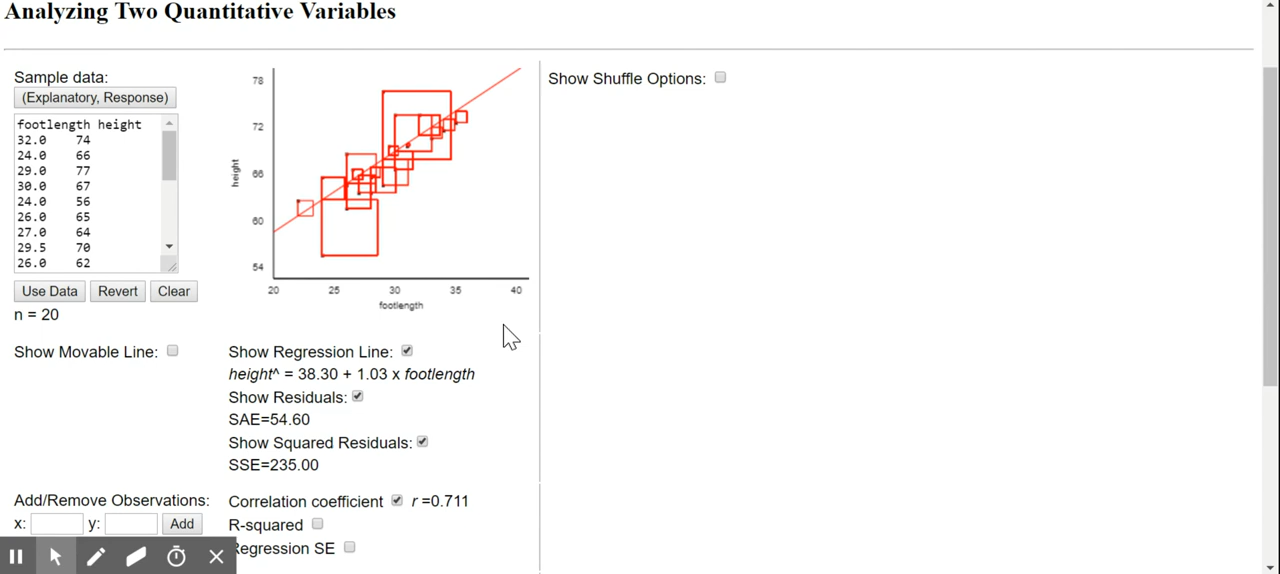 Analyzing Two Quantitative Variables
Sample data:
(Explanatory, Response)
footlength height
32.0 74
24.0 66
29.0 77
30.0 67
24.0 56
26.0 65
27.0 64
29.5 70
26.0 62
Use Data Revert Clear
n = 20
78
72
66
60
54
height
20 25 30 35 40
footlength
Show Shuffle Options:
Show Movable Line:
Show Regression Line:
height^ = 38.30 + 1.03 x footlength
Show Residuals:
SAE=54.60
Show Squared Residuals:
SSE=235.00
Add/Remove Observations:
x: y: Add
Correlation coefficient r =0.711
R-squared
Regression SE